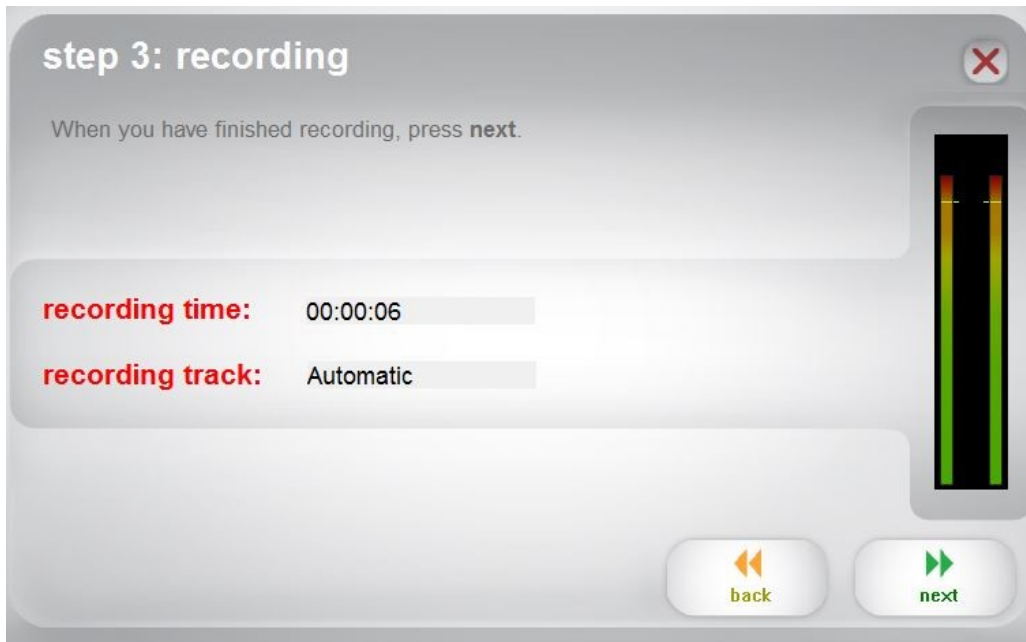 step 3: recording
When you have finished recording, press next.
recording time: 00:00:06
recording track: Automatic
back
next